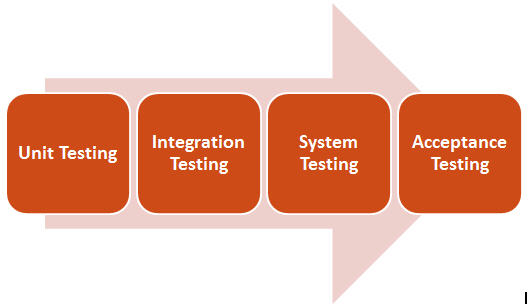 Unit Testing
Integration
Testing
System
Testing
Acceptance
Testing